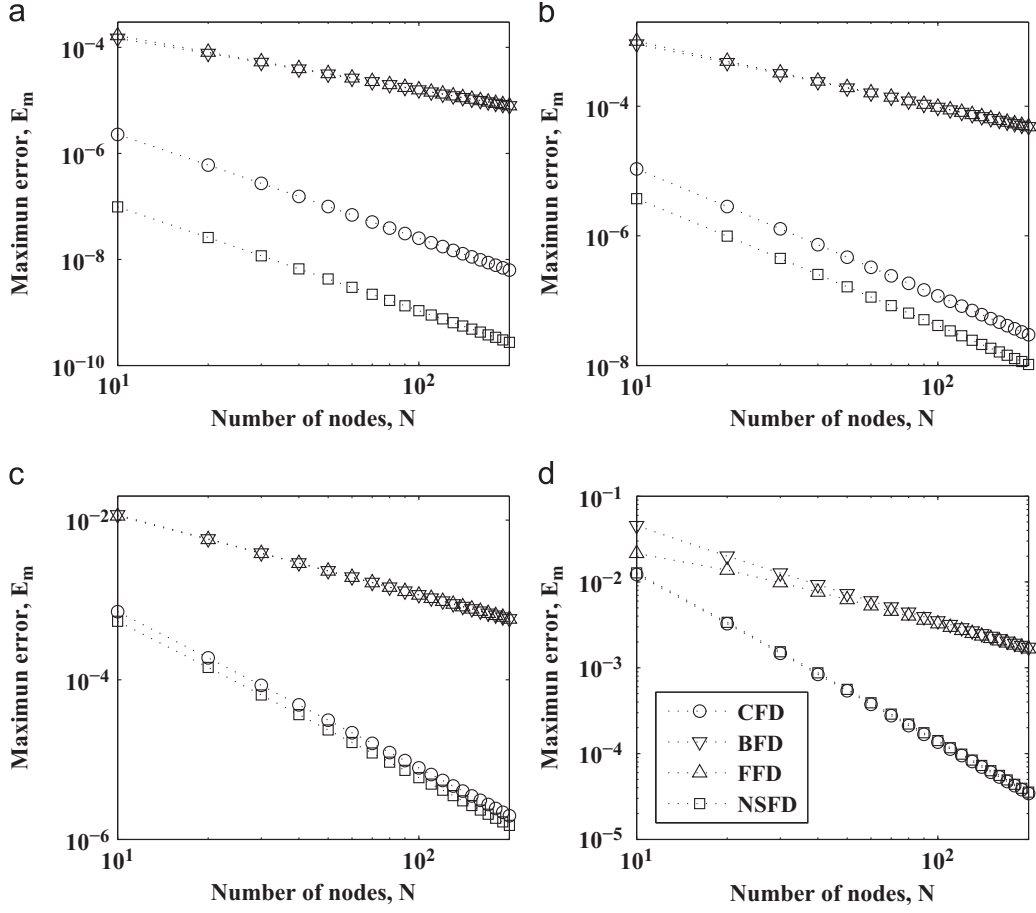 a
10^-4
10^-6
10^-8
10^-10
Maximun error, E_m
10^1
10^2
Number of nodes, N
b
10^-4
10^-6
10^-8
Maximun error, E_m
10^1
10^2
Number of nodes, N
c
10^-2
10^-4
10^-6
Maximun error, E_m
10^1
10^2
Number of nodes, N
d
10^-1
10^-2
10^-3
10^-4
10^-5
Maximun error, E_m
CFD
BFD
FFD
NSFD
10^1
10^2
Number of nodes, N